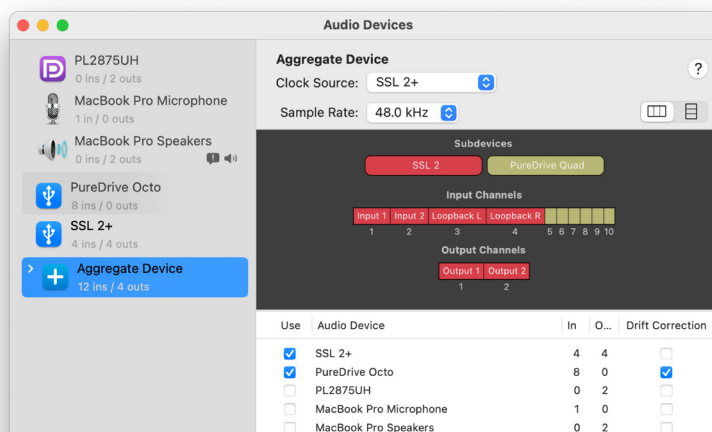 Audio Devices
PL2875UH
0 ins / 2 outs
MacBook Pro Microphone
1 in / 0 outs
MacBook Pro Speakers
0 ins / 2 outs
PureDrive Octo
8 ins / 0 outs
SSL 2+
4 ins / 4 outs
Aggregate Device
12 ins / 4 outs
Aggregate Device
?
Clock Source: SSL 2+
Sample Rate: 48.0 kHz
Subdevices
SSL 2 PureDrive Quad
Input Channels
Input 1 Input 2 Loopback L Loopback R
1 2 3 4 5 6 7 8 9 10
Output Channels
Output 1 Output 2
1 2
Use Audio Device In O... Drift Correction
SSL 2+ 4 4
PureDrive Octo 8 0
PL2875UH 0 2
MacBook Pro Microphone 1 0
MacBook Pro Speakers 0 2